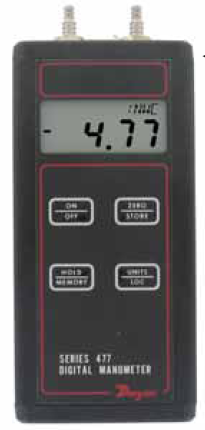 INWC
- 4.77
ON
OFF
ZERO
STORE
HOLD
MEMORY
UNITS
LOC
SERIES 477
DIGITAL MANOMETER
Dwyer